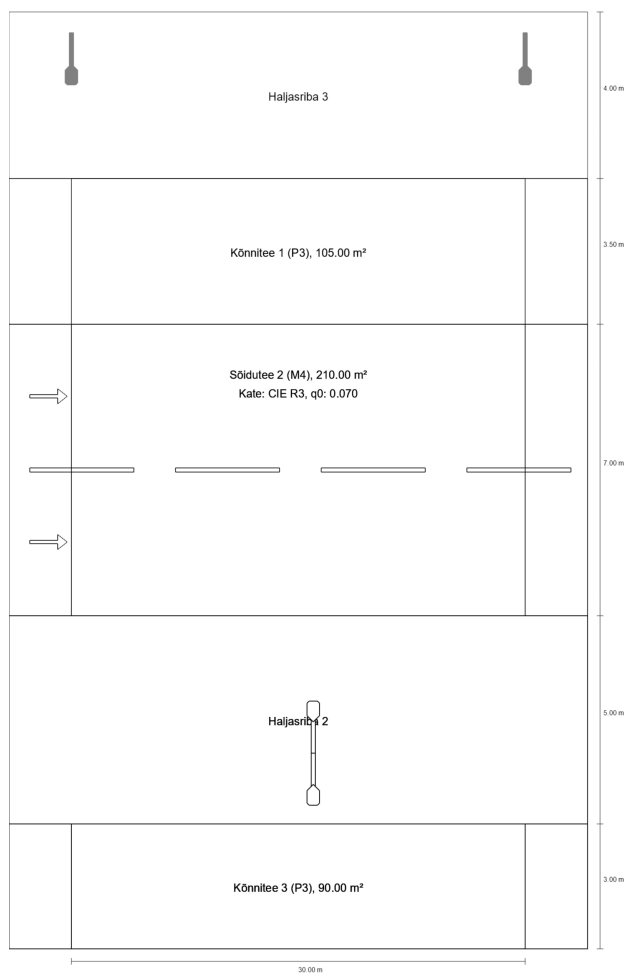 Haljasriba 3
4.00 m
Kõnnitee 1 (P3), 105.00 m²
3.50 m
Sõidutee 2 (M4), 210.00 m²
Kate: CIE R3, q0: 0.070
7.00 m
Haljasriba 2
5.00 m
Kõnnitee 3 (P3), 90.00 m²
3.00 m
30.00 m